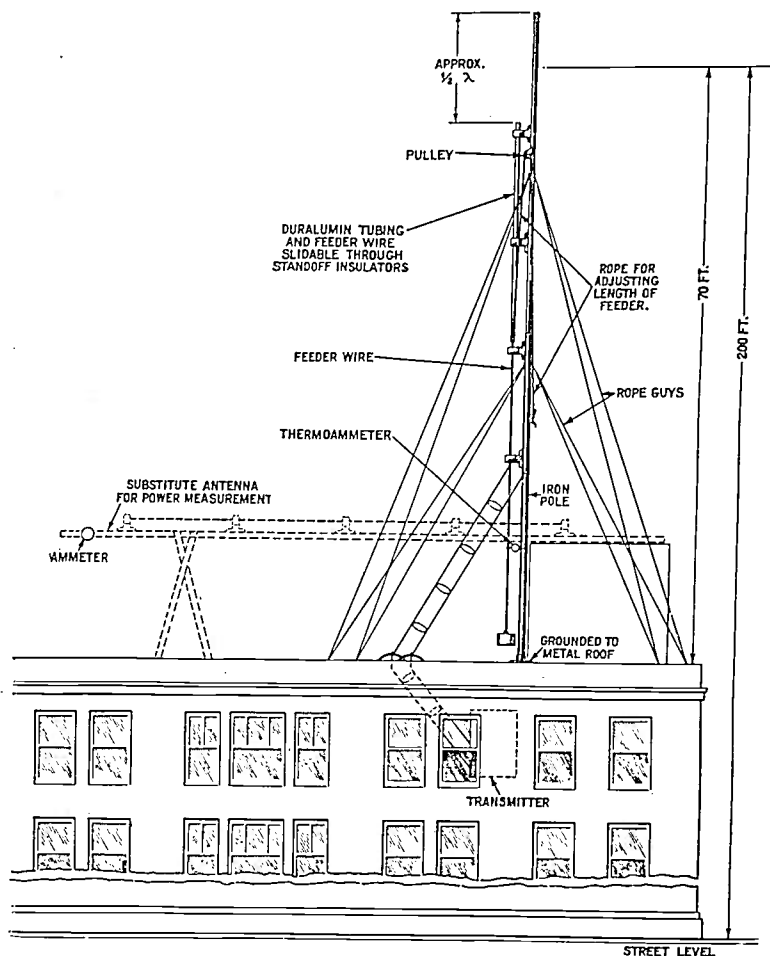 APPROX.
½ λ
PULLEY
DURALUMIN TUBING
AND FEEDER WIRE
SLIDABLE THROUGH
STANDOFF INSULATORS
ROPE FOR
ADJUSTING
LENGTH OF
FEEDER.
70 FT.
200 FT.
FEEDER WIRE
ROPE GUYS
THERMOAMMETER
SUBSTITUTE ANTENNA
FOR POWER MEASUREMENT
IRON
POLE
AMMETER
GROUNDED TO
METAL ROOF
TRANSMITTER
STREET LEVEL